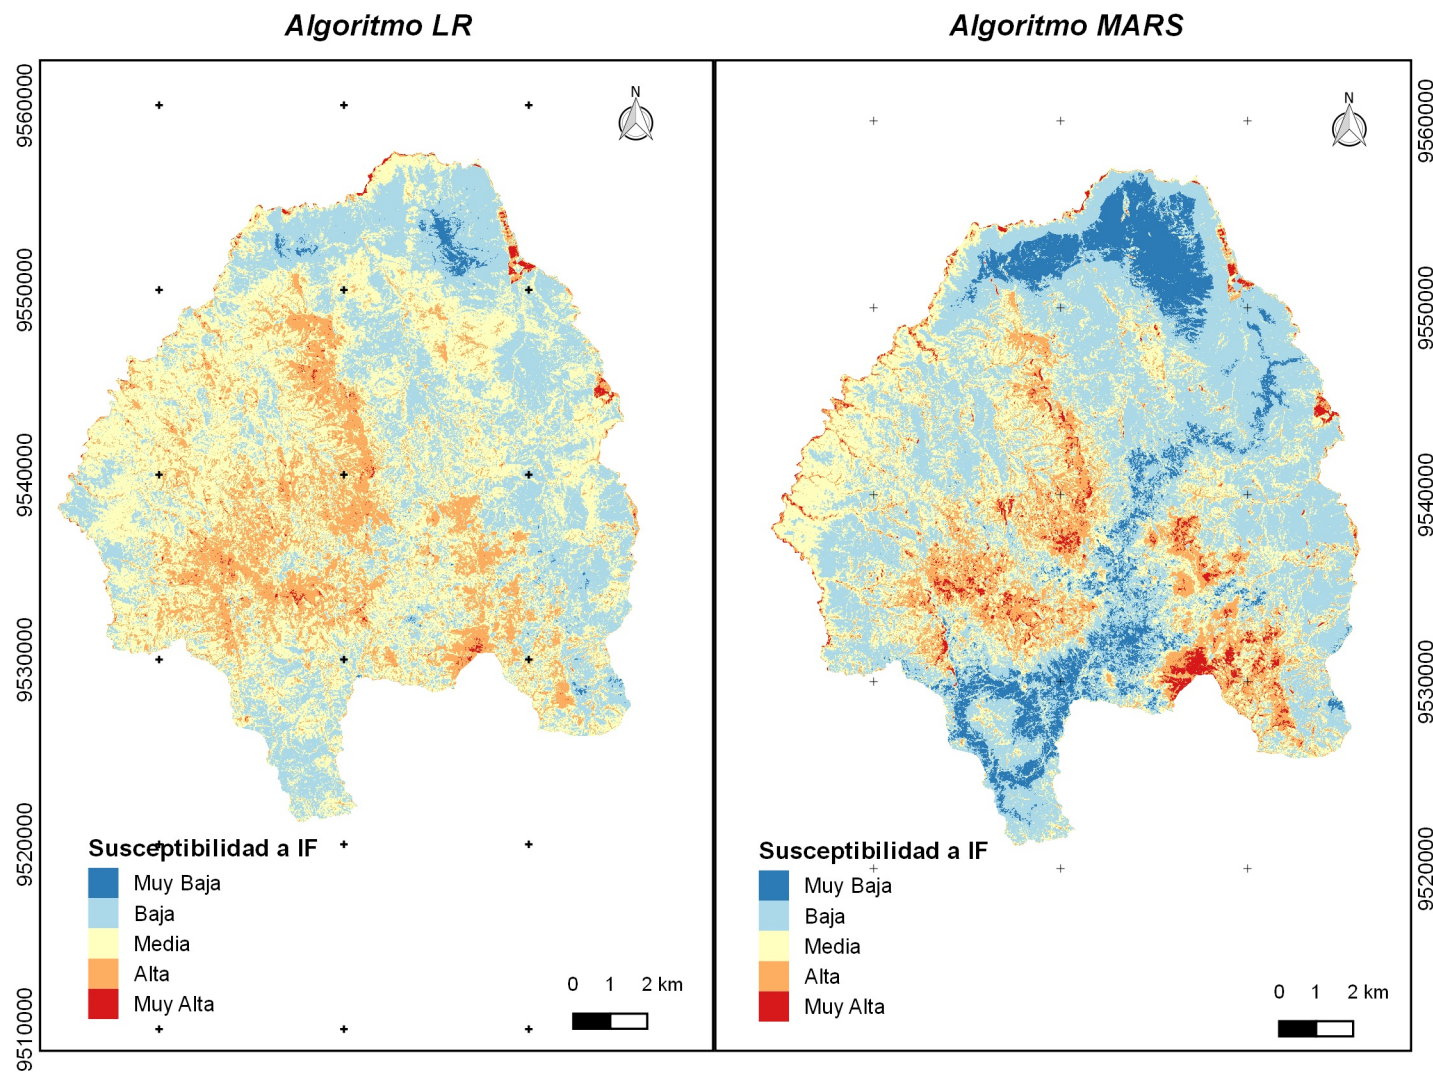 Algoritmo LR
Algoritmo MARS
9560000
9550000
9540000
9530000
9520000
9510000
N
Susceptibilidad a IF
Muy Baja
Baja
Media
Alta
Muy Alta
0 1 2 km
N
Susceptibilidad a IF
Muy Baja
Baja
Media
Alta
Muy Alta
0 1 2 km
9560000
9550000
9540000
9530000
9520000